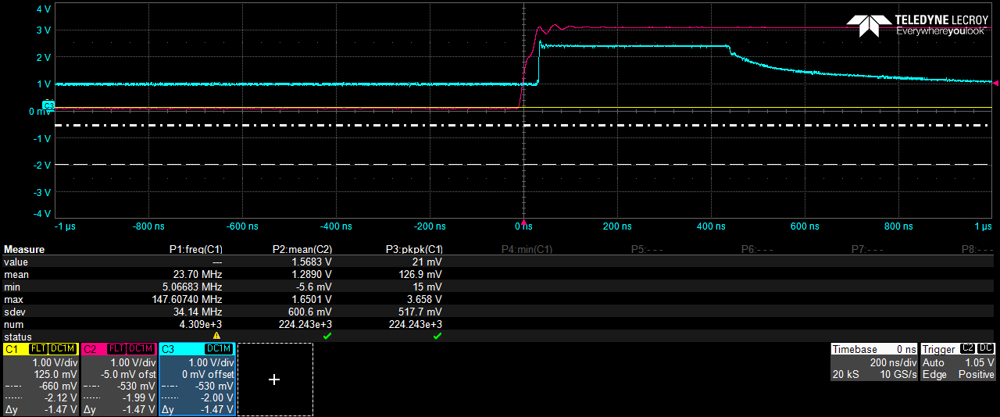 4 V
TELEDYNE LECROY
Everywhereyoulook™
3 V
2 V
1 V
C3
0 mV
-1 V
-2 V
-3 V
-4 V
-1 µs -800 ns -600 ns -400 ns -200 ns 0 ns 200 ns 400 ns 600 ns 800 ns 1 µs
Measure P1:freq(C1) P2:mean(C2) P3:pkpk(C1) P4:min(C1) P5:- - - P6:- - - P7:- - - P8:- - -
value --- 1.5683 V 21 mV
mean 23.70 MHz 1.2890 V 126.9 mV
min 5.06683 MHz -5.6 mV 15 mV
max 147.60740 MHz 1.6501 V 3.658 V
sdev 34.14 MHz 600.6 mV 517.7 mV
num 4.309e+3 224.243e+3 224.243e+3
status
C1 FLT DC1M C2 FLT DC1M C3 DC1M Timebase 0 ns Trigger C2 DC
1.00 V/div 1.00 V/div 1.00 V/div 200 ns/div Auto 1.05 V
125.0 mV -5.0 mV ofst 0 mV offset 20 kS 10 GS/s Edge Positive
-660 mV -530 mV -530 mV
-2.12 V -1.99 V -2.00 V
Δy -1.47 V Δy -1.47 V Δy -1.47 V